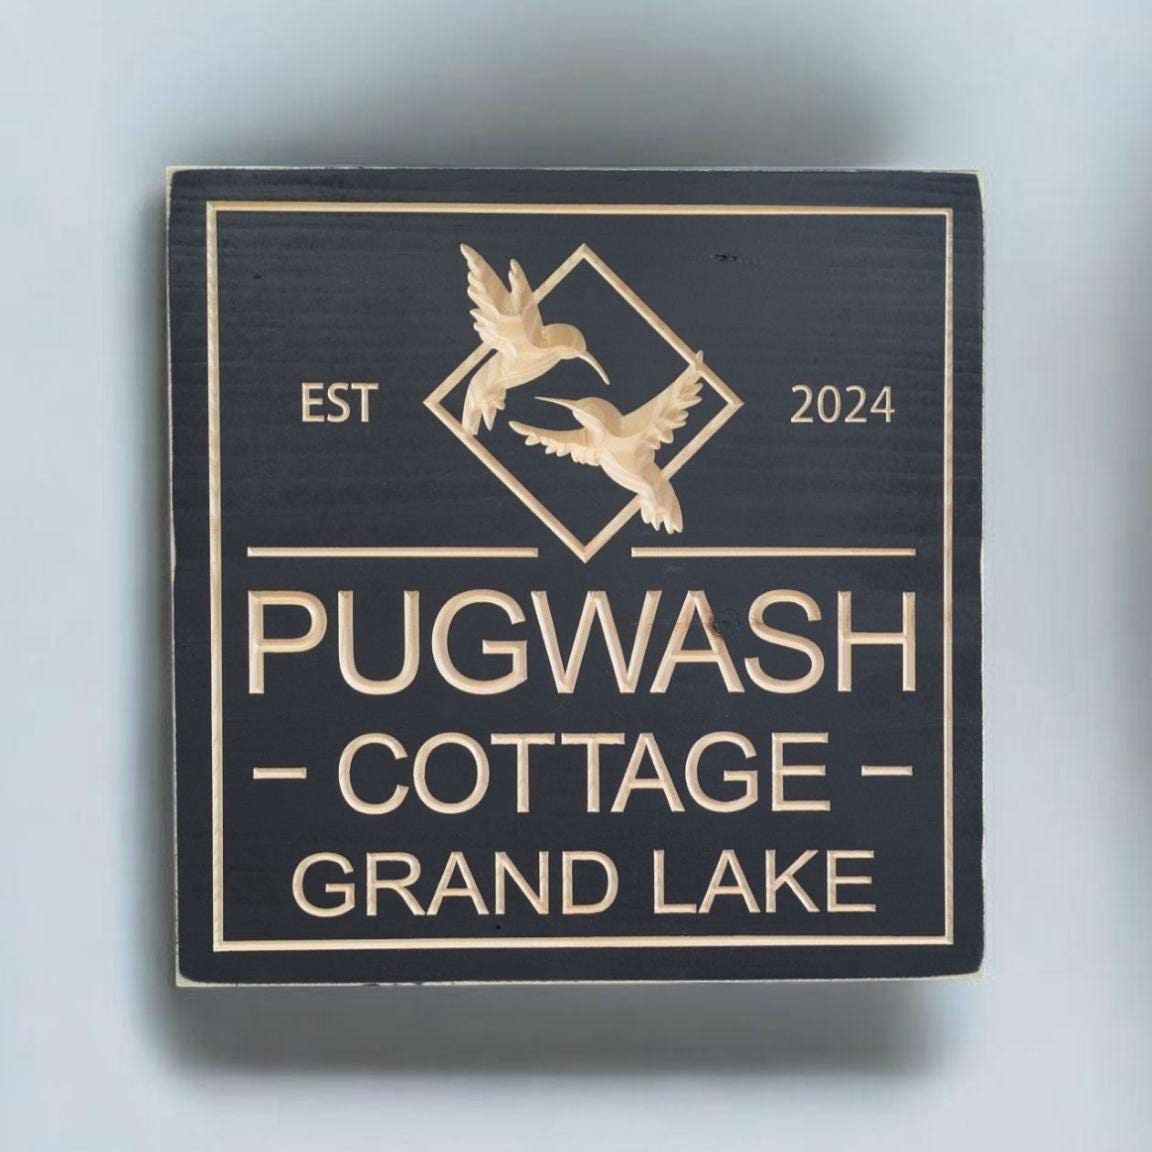 EST 2024
PUGWASH
- COTTAGE -
GRAND LAKE